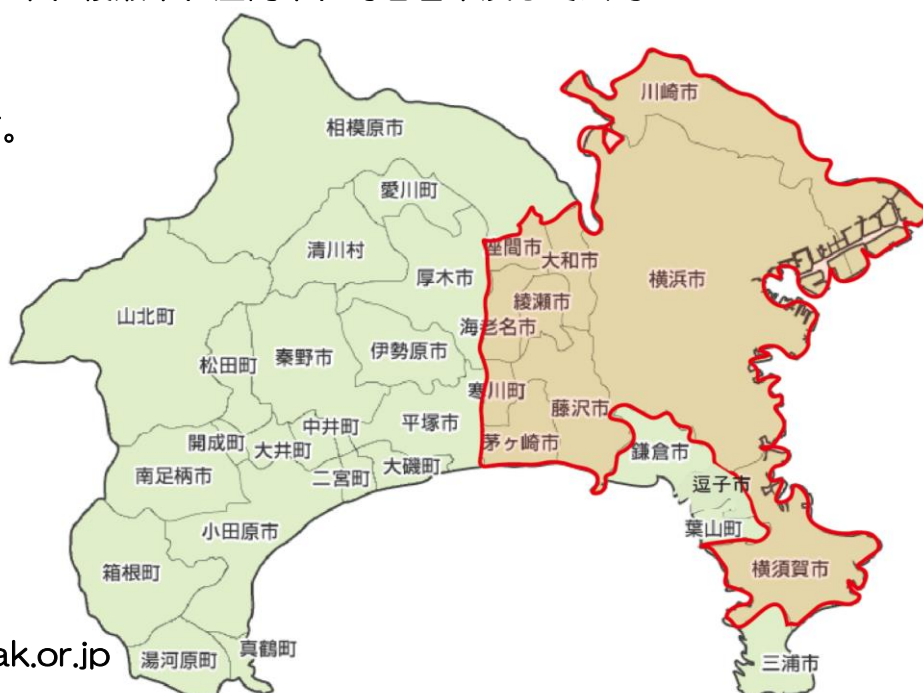 川崎市
相模原市
す。
愛川町
清川村
座間市
大和市
横浜市
厚木市
綾瀬市
山北町
海老名市
伊勢原市
秦野市
松田町
寒川町
藤沢市
中井町
平塚市
開成町
大井町
茅ヶ崎市
鎌倉市
大磯町
南足柄市
二宮町
逗子市
小田原市
葉山町
箱根町
横須賀市
真鶴町
ak.or.jp
湯河原町
三浦市